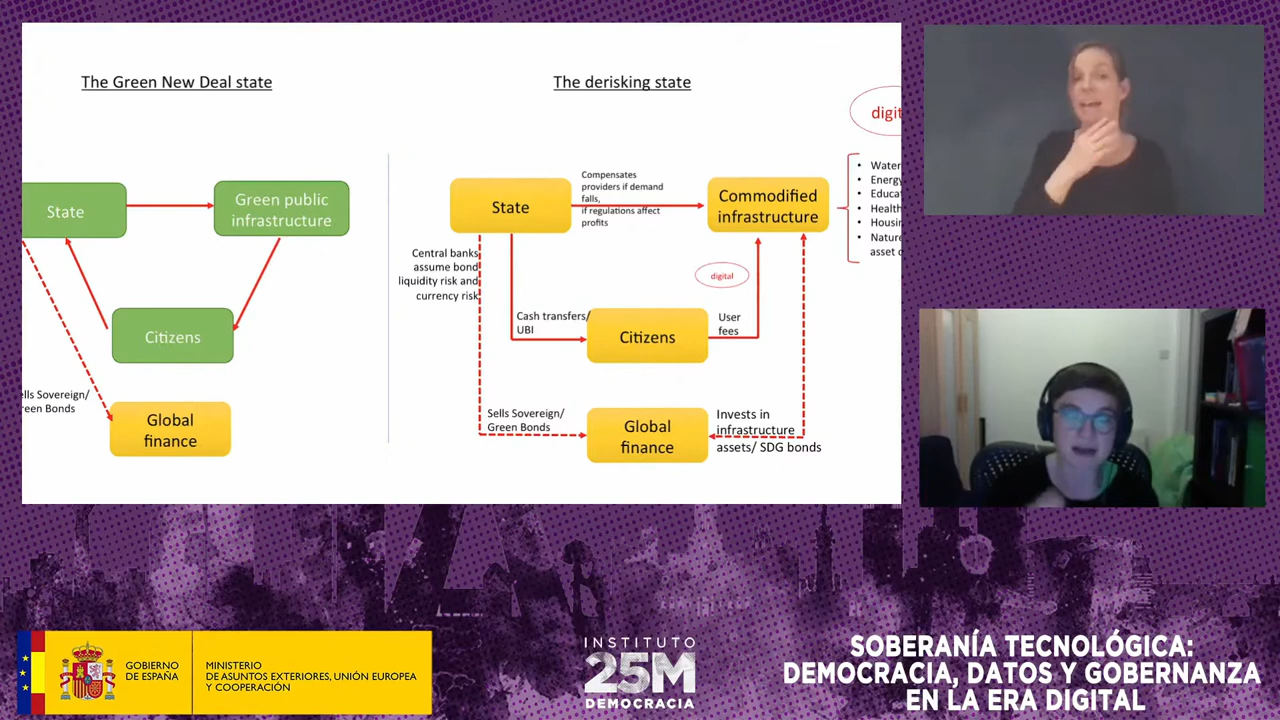 The Green New Deal state
State
Green public
infrastructure
Citizens
ells Sovereign/
reen Bonds
Global
finance
The derisking state
State
Compensates
providers if demand
falls,
if regulations affect
profits
Commodified
infrastructure
digit
Water
Energy
Educat
Health
Housin
Nature
asset c
Central banks
assume bond
liquidity risk and
currency risk
digital
Cash transfers/
UBI
Citizens
User
fees
Sells Sovereign/
Green Bonds
Global
finance
Invests in
infrastructure
assets/ SDG bonds
GOBIERNO
DE ESPAÑA
MINISTERIO
DE ASUNTOS EXTERIORES, UNIÓN EUROPEA
Y COOPERACIÓN
INSTITUTO
25M
DEMOCRACIA
SOBERANÍA TECNOLÓGICA:
DEMOCRACIA, DATOS Y GOBERNANZA
EN LA ERA DIGITAL